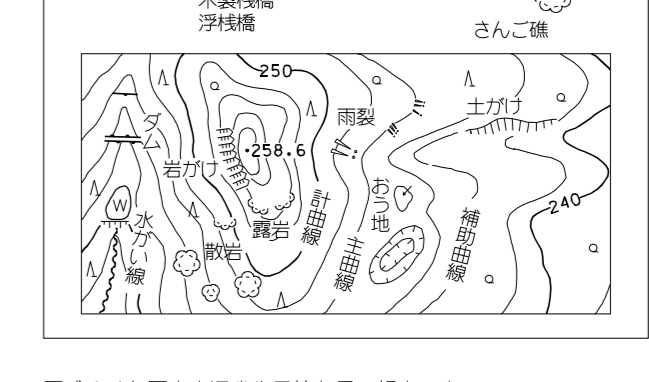 木製桟橋
浮桟橋
さんご礁
250
雨裂
土がけ
ダム
岩がけ
258.6
W
水がい線
散岩
露岩
計曲線
主曲線
おう地
補助曲線
240